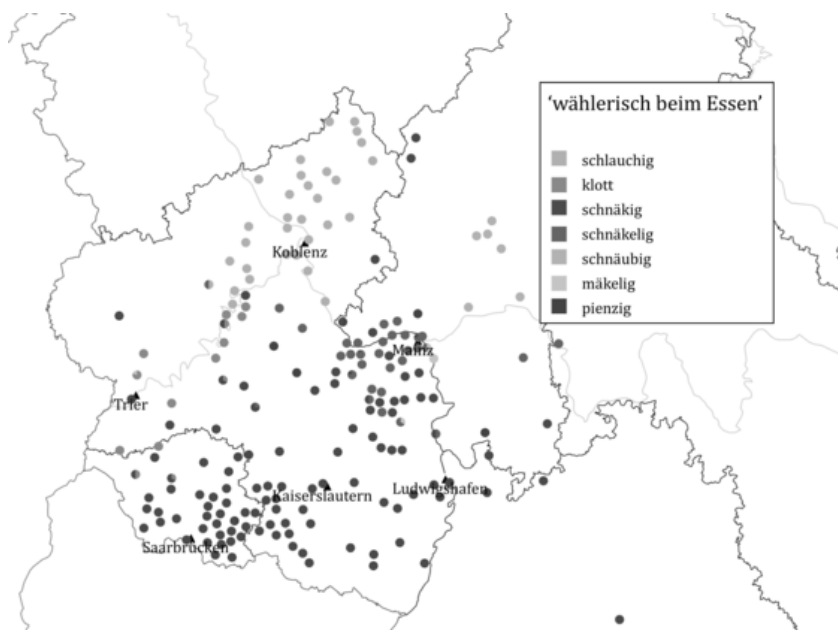 'wählerisch beim Essen'
schlauchig
klott
schnäkig
schnäkelig
schnäubig
mäkelig
pienzig
Koblenz
Mainz
Trier
Kaiserslautern
Ludwigshafen
Saarbrücken